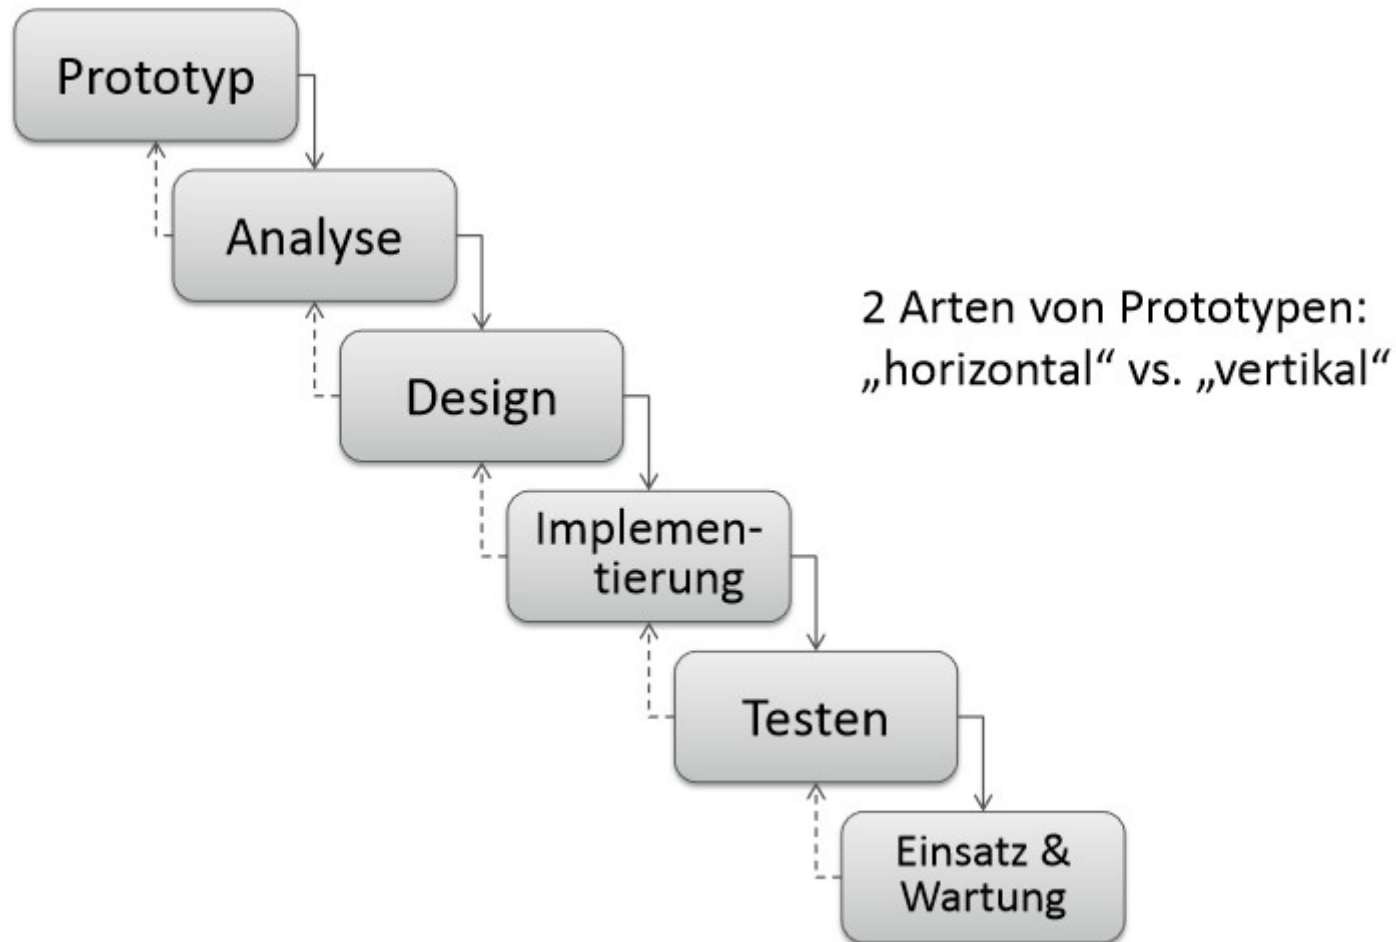 Prototyp
Analyse
2 Arten von Prototypen:
„horizontal“ vs. „vertikal“
Design
Implemen-
tierung
Testen
Einsatz &
Wartung